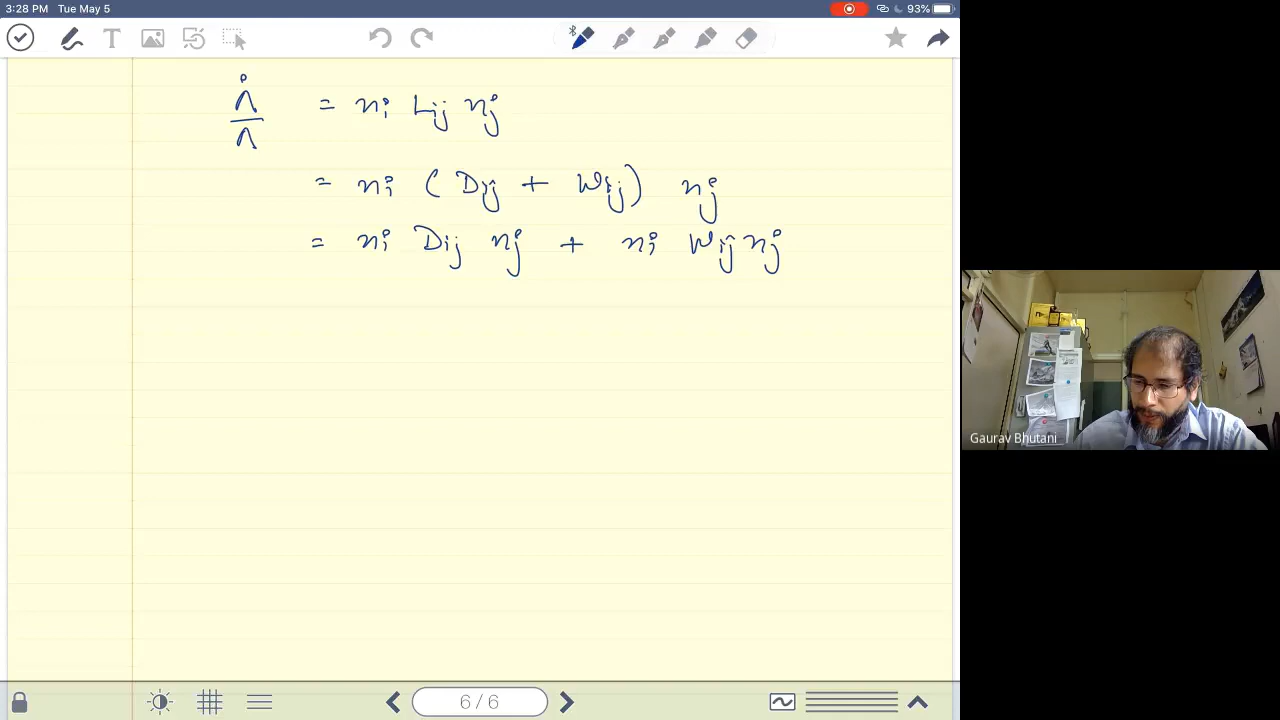 3:28 PM Tue May 5
93%
T
Λ̇/Λ = ni Lij nj
= ni (Dij + Wij) nj
= ni Dij nj + ni Wij nj
Gaurav Bhutani
6 / 6